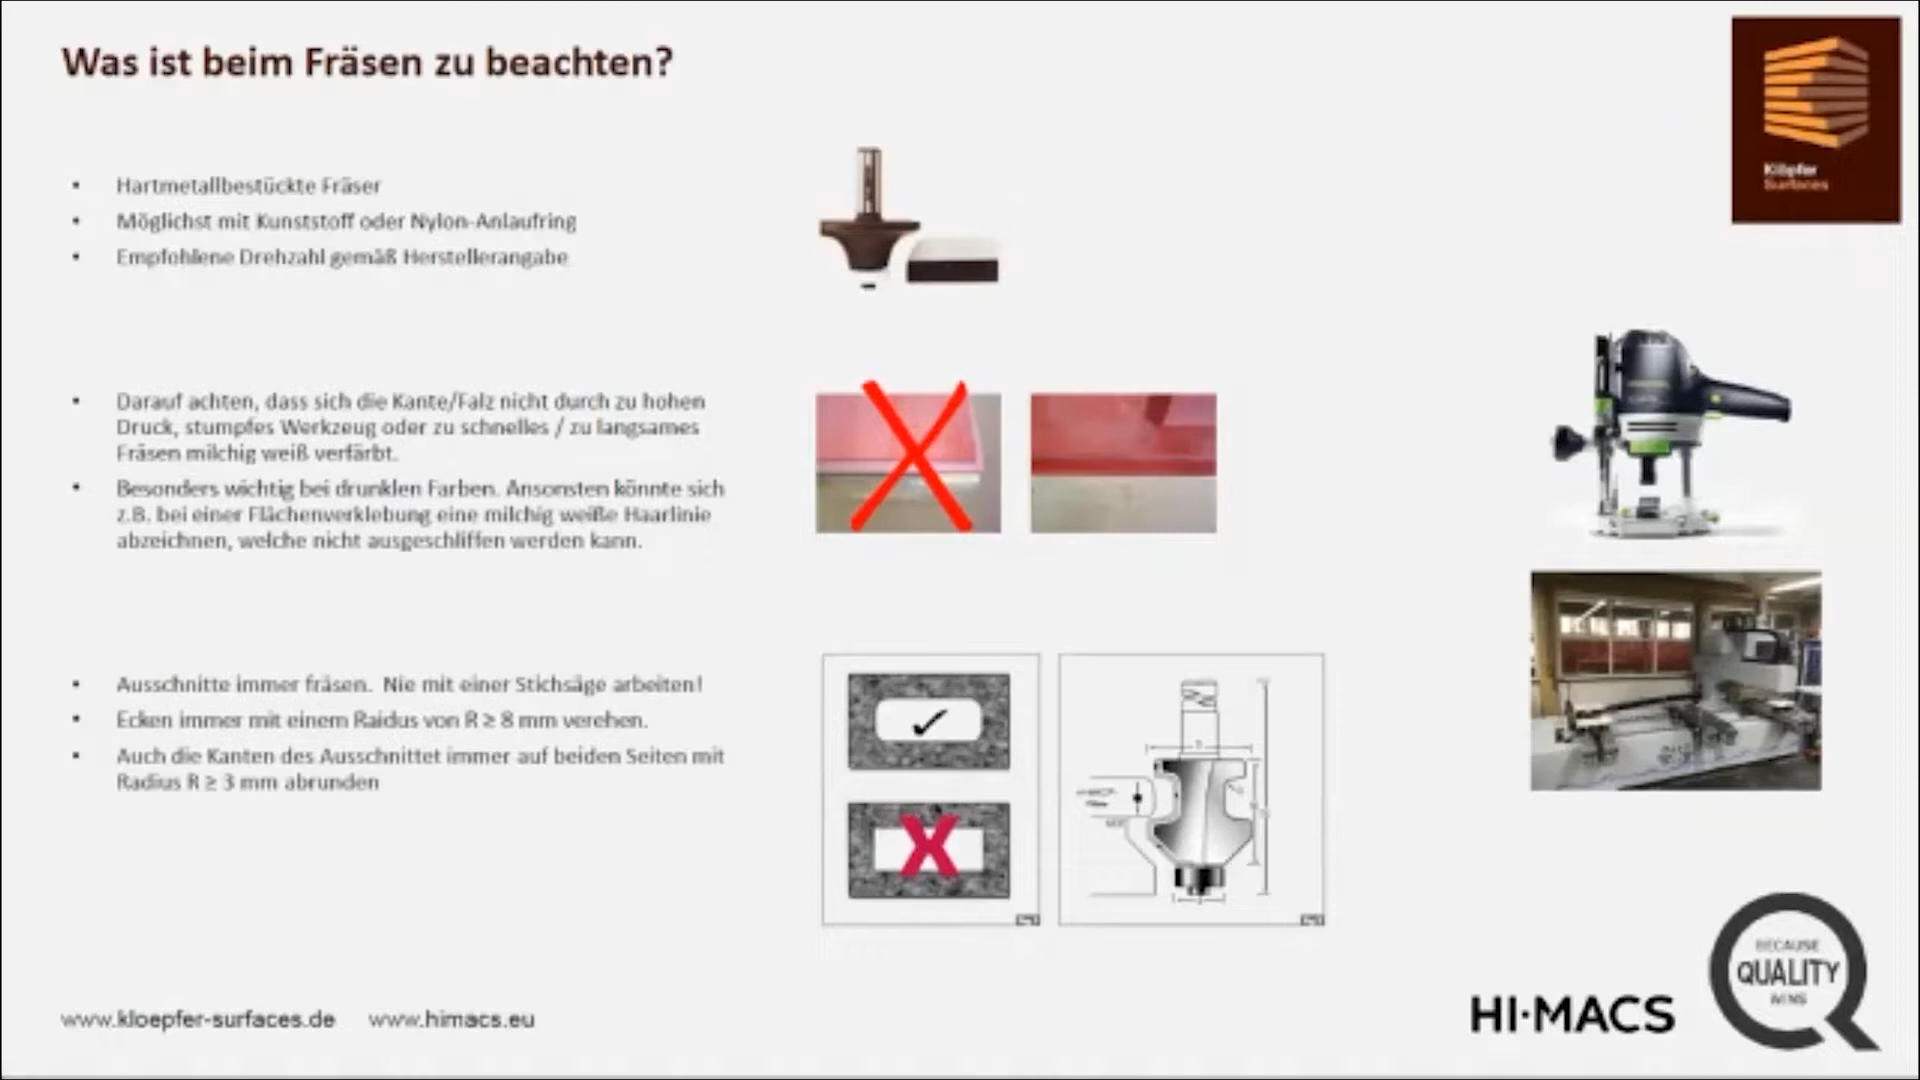 Was ist beim Fräsen zu beachten?
Klöpfer
Surfaces
• Hartmetallbestückte Fräser
• Möglichst mit Kunststoff oder Nylon-Anlaufring
• Empfohlene Drehzahl gemäß Herstellerangabe
• Darauf achten, dass sich die Kante/Falz nicht durch zu hohen
Druck, stumpfes Werkzeug oder zu schnelles / zu langsames
Fräsen milchig weiß verfärbt.
• Besonders wichtig bei drunklen Farben. Ansonsten könnte sich
z.B. bei einer Flächenverklebung eine milchig weiße Haarlinie
abzeichnen, welche nicht ausgeschliffen werden kann.
• Ausschnitte immer fräsen. Nie mit einer Stichsäge arbeiten!
• Ecken immer mit einem Raidus von R ≥ 8 mm verehen.
• Auch die Kanten des Ausschnittet immer auf beiden Seiten mit
Radius R ≥ 3 mm abrunden
www.kloepfer-surfaces.de www.himacs.eu
HI·MACS
BECAUSE
QUALITY
WINS